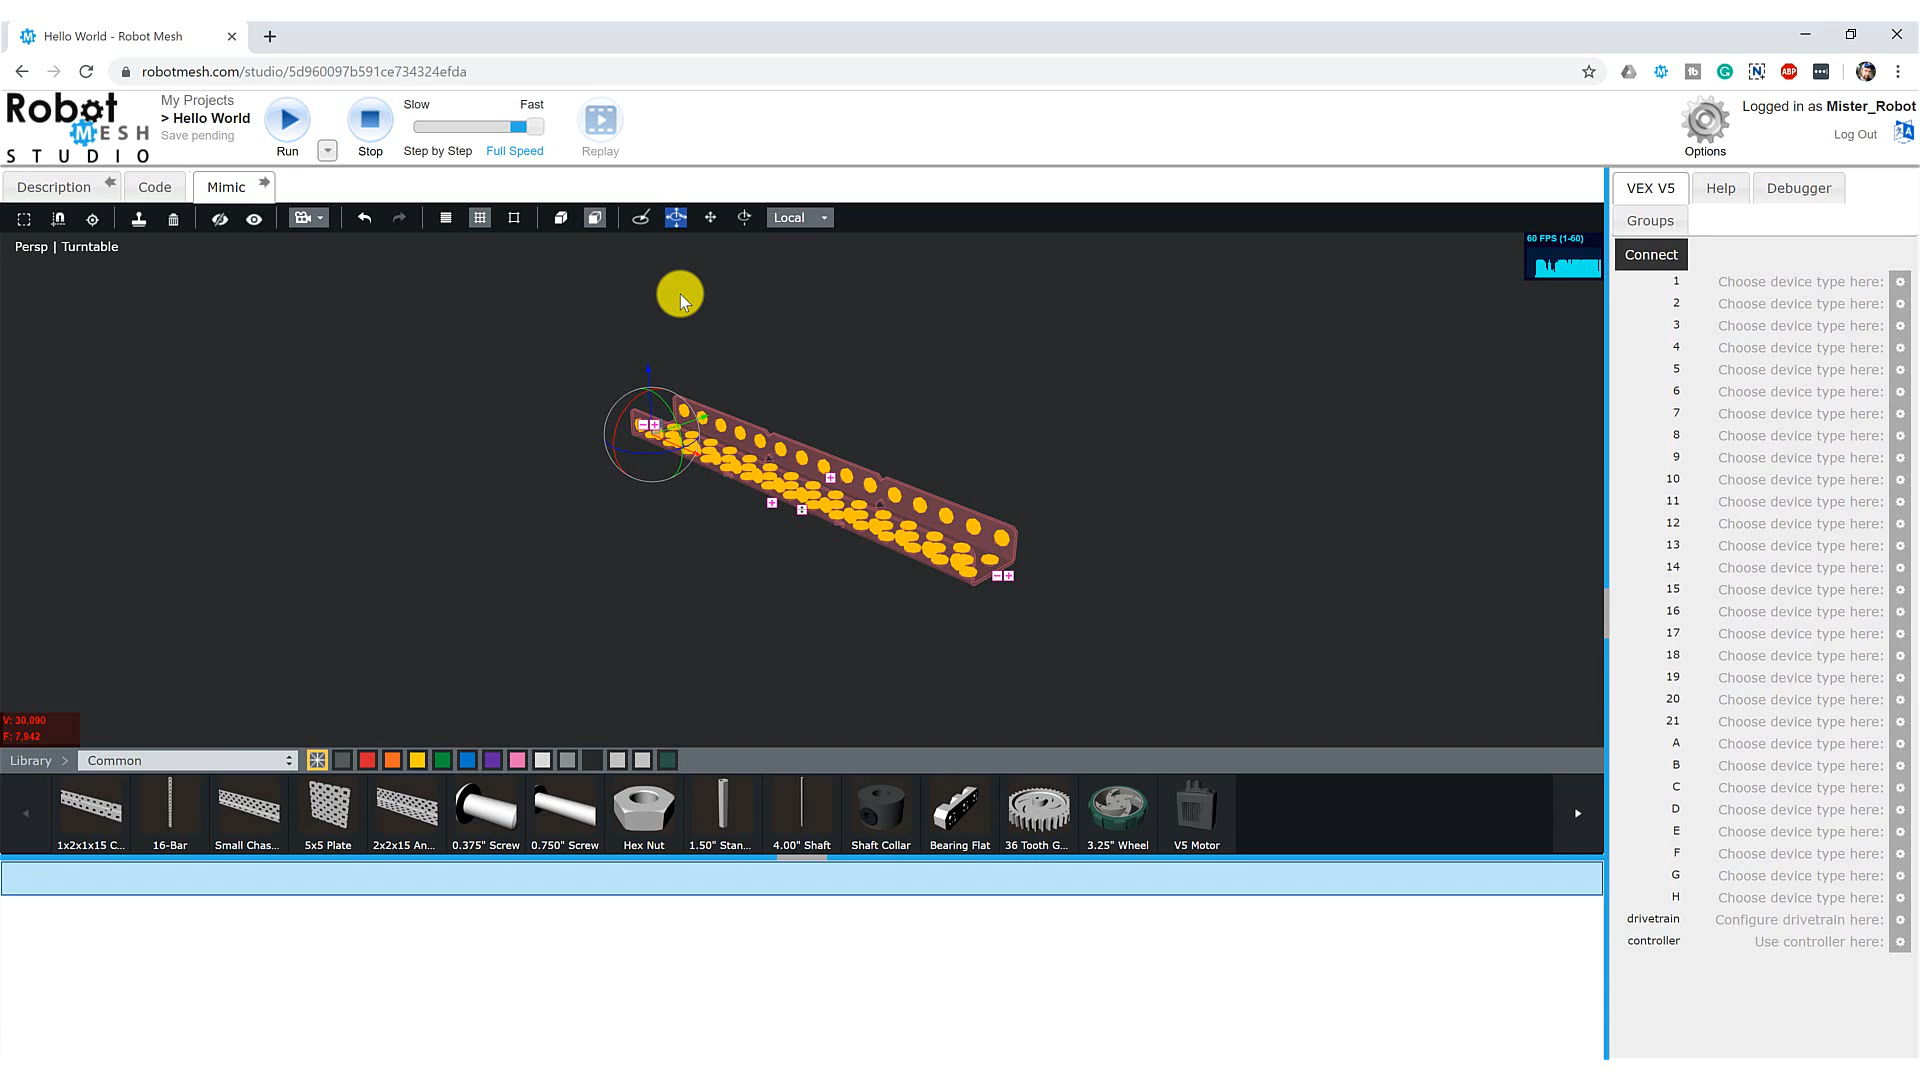 Hello World - Robot Mesh
robotmesh.com/studio/5d960097b591ce734324efda
Robot
MESH
STUDIO
My Projects
> Hello World
Save pending
Run
Stop
Slow
Fast
Step by Step
Full Speed
Replay
Options
Logged in as Mister_Robot
Log Out
Description
Code
Mimic
Local
Persp | Turntable
60 FPS (1-60)
V: 30,090
F: 7,942
Library >
Common
1x2x1x15 C...
16-Bar
Small Chas...
5x5 Plate
2x2x15 An...
0.375" Screw
0.750" Screw
Hex Nut
1.50" Stan...
4.00" Shaft
Shaft Collar
Bearing Flat
36 Tooth G...
3.25" Wheel
V5 Motor
VEX V5
Help
Debugger
Groups
Connect
1 Choose device type here:
2 Choose device type here:
3 Choose device type here:
4 Choose device type here:
5 Choose device type here:
6 Choose device type here:
7 Choose device type here:
8 Choose device type here:
9 Choose device type here:
10 Choose device type here:
11 Choose device type here:
12 Choose device type here:
13 Choose device type here:
14 Choose device type here:
15 Choose device type here:
16 Choose device type here:
17 Choose device type here:
18 Choose device type here:
19 Choose device type here:
20 Choose device type here:
21 Choose device type here:
A Choose device type here:
B Choose device type here:
C Choose device type here:
D Choose device type here:
E Choose device type here:
F Choose device type here:
G Choose device type here:
H Choose device type here:
drivetrain Configure drivetrain here:
controller Use controller here: